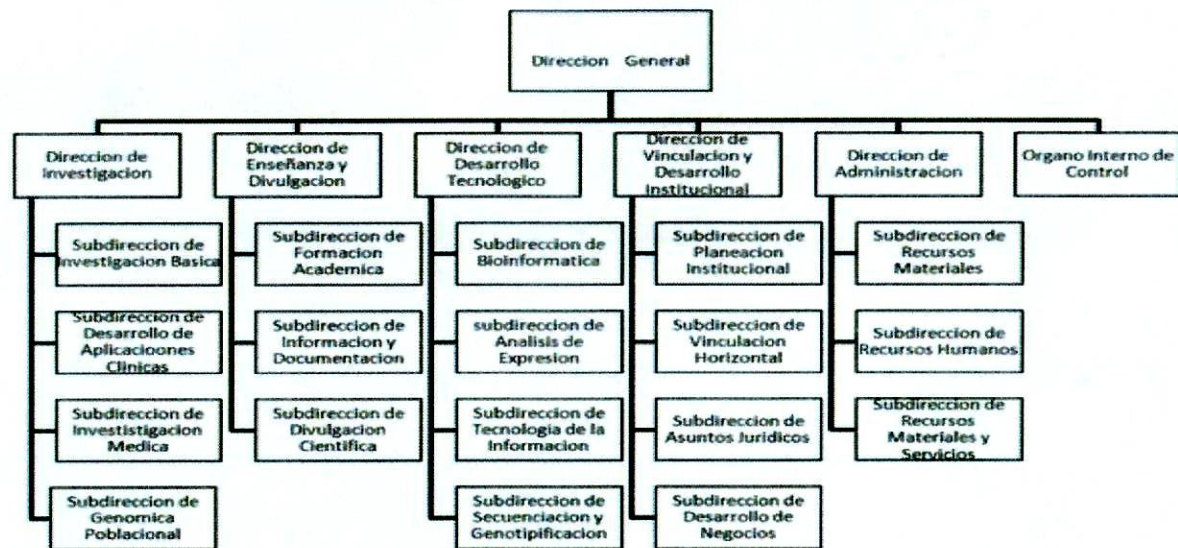 Direccion General
Direccion de
Investigacion
Direccion de
Enseñanza y
Divulgacion
Direccion de
Desarrollo
Tecnologico
Direccion de
Vinculacion y
Desarrollo
Institucional
Direccion de
Administracion
Organo Interno de
Control
Subdireccion de
Investigacion Basica
Subdireccion de
Desarrollo de
Aplicacioones
Clinicas
Subdireccion de
Investistigacion
Medica
Subdireccion de
Genomica
Poblacional
Subdireccion de
Formacion
Academica
Subdireccion de
Informacion y
Documentacion
Subdireccion de
Divulgacion
Cientifica
Subdireccion de
Bioinformatica
subdireccion de
Analisis de
Expresion
Subdireccion de
Tecnologia de la
Informacion
Subdireccion de
Secuenciacion y
Genotipificacion
Subdireccion de
Planeacion
Institucional
Subdireccion de
Vinculacion
Horizontal
Subdireccion de
Asuntos Juridicos
Subdireccion de
Desarrollo de
Negocios
Subdireccion de
Recursos
Materiales
Subdireccion de
Recursos Humanos
Subdireccion de
Recursos
Materiales y
Servicios